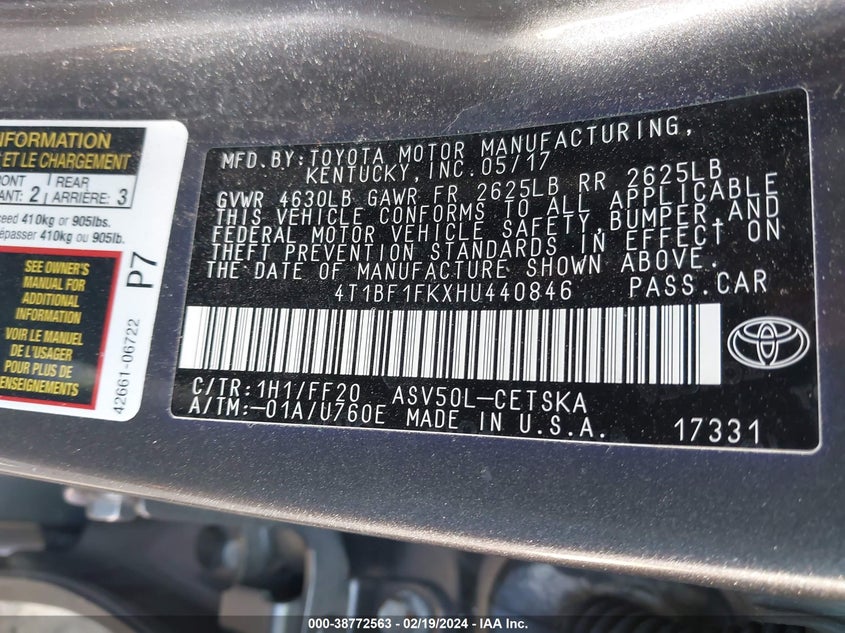 INFORMATION
ET LE CHARGEMENT
REAR
2 ARRIÈRE: 3
410kg or 905lbs.
410kg ou 905lb.
SEE OWNER'S
MANUAL FOR
ADDITIONAL
INFORMATION
VOIR LE MANUEL
DE L'USAGER
POUR PLUS DE
P7
42661-06722
MFD.BY:TOYOTA MOTOR MANUFACTURING,
KENTUCKY, INC.05/17
GVWR 4630LB GAWR FR 2625LB RR 2625LB
THIS VEHICLE CONFORMS TO ALL APPLICABLE
FEDERAL MOTOR VEHICLE SAFETY,BUMPER,AND
THEFT PREVENTION STANDARDS IN EFFECT ON
THE DATE OF MANUFACTURE SHOWN ABOVE.
4T1BF1FKXHU440846 PASS.CAR
C/TR:1H1/FF20 ASV50L-CETSKA
A/TM:-01A/U760E MADE IN U.S.A. 17331
000-38772563 - 02/19/2024 - IAA Inc.